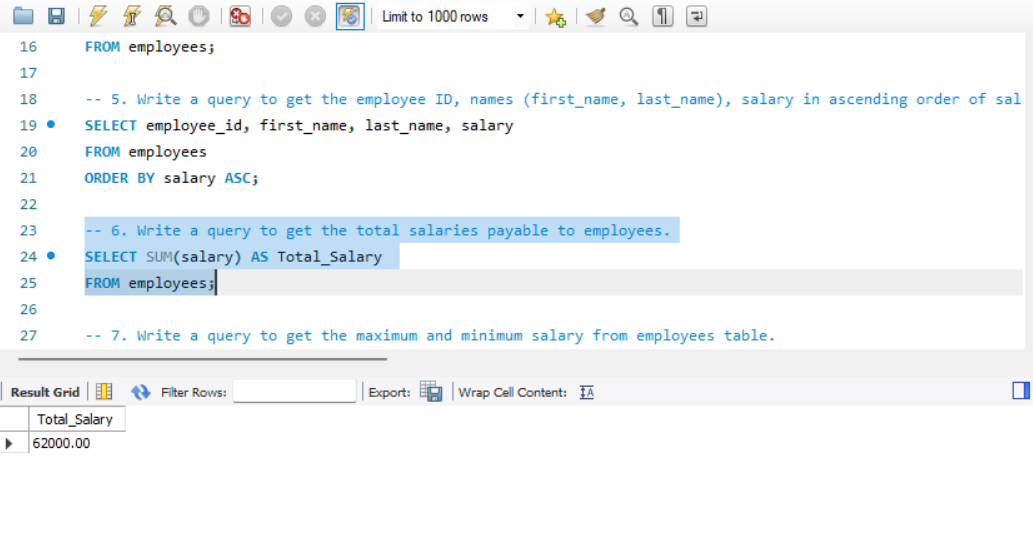 Limit to 1000 rows
16 FROM employees;
17
18 -- 5. Write a query to get the employee ID, names (first_name, last_name), salary in ascending order of sal
19 SELECT employee_id, first_name, last_name, salary
20 FROM employees
21 ORDER BY salary ASC;
22
23 -- 6. Write a query to get the total salaries payable to employees.
24 SELECT SUM(salary) AS Total_Salary
25 FROM employees;
26
27 -- 7. Write a query to get the maximum and minimum salary from employees table.
Result Grid Filter Rows: Export: Wrap Cell Content: IA
Total_Salary
62000.00